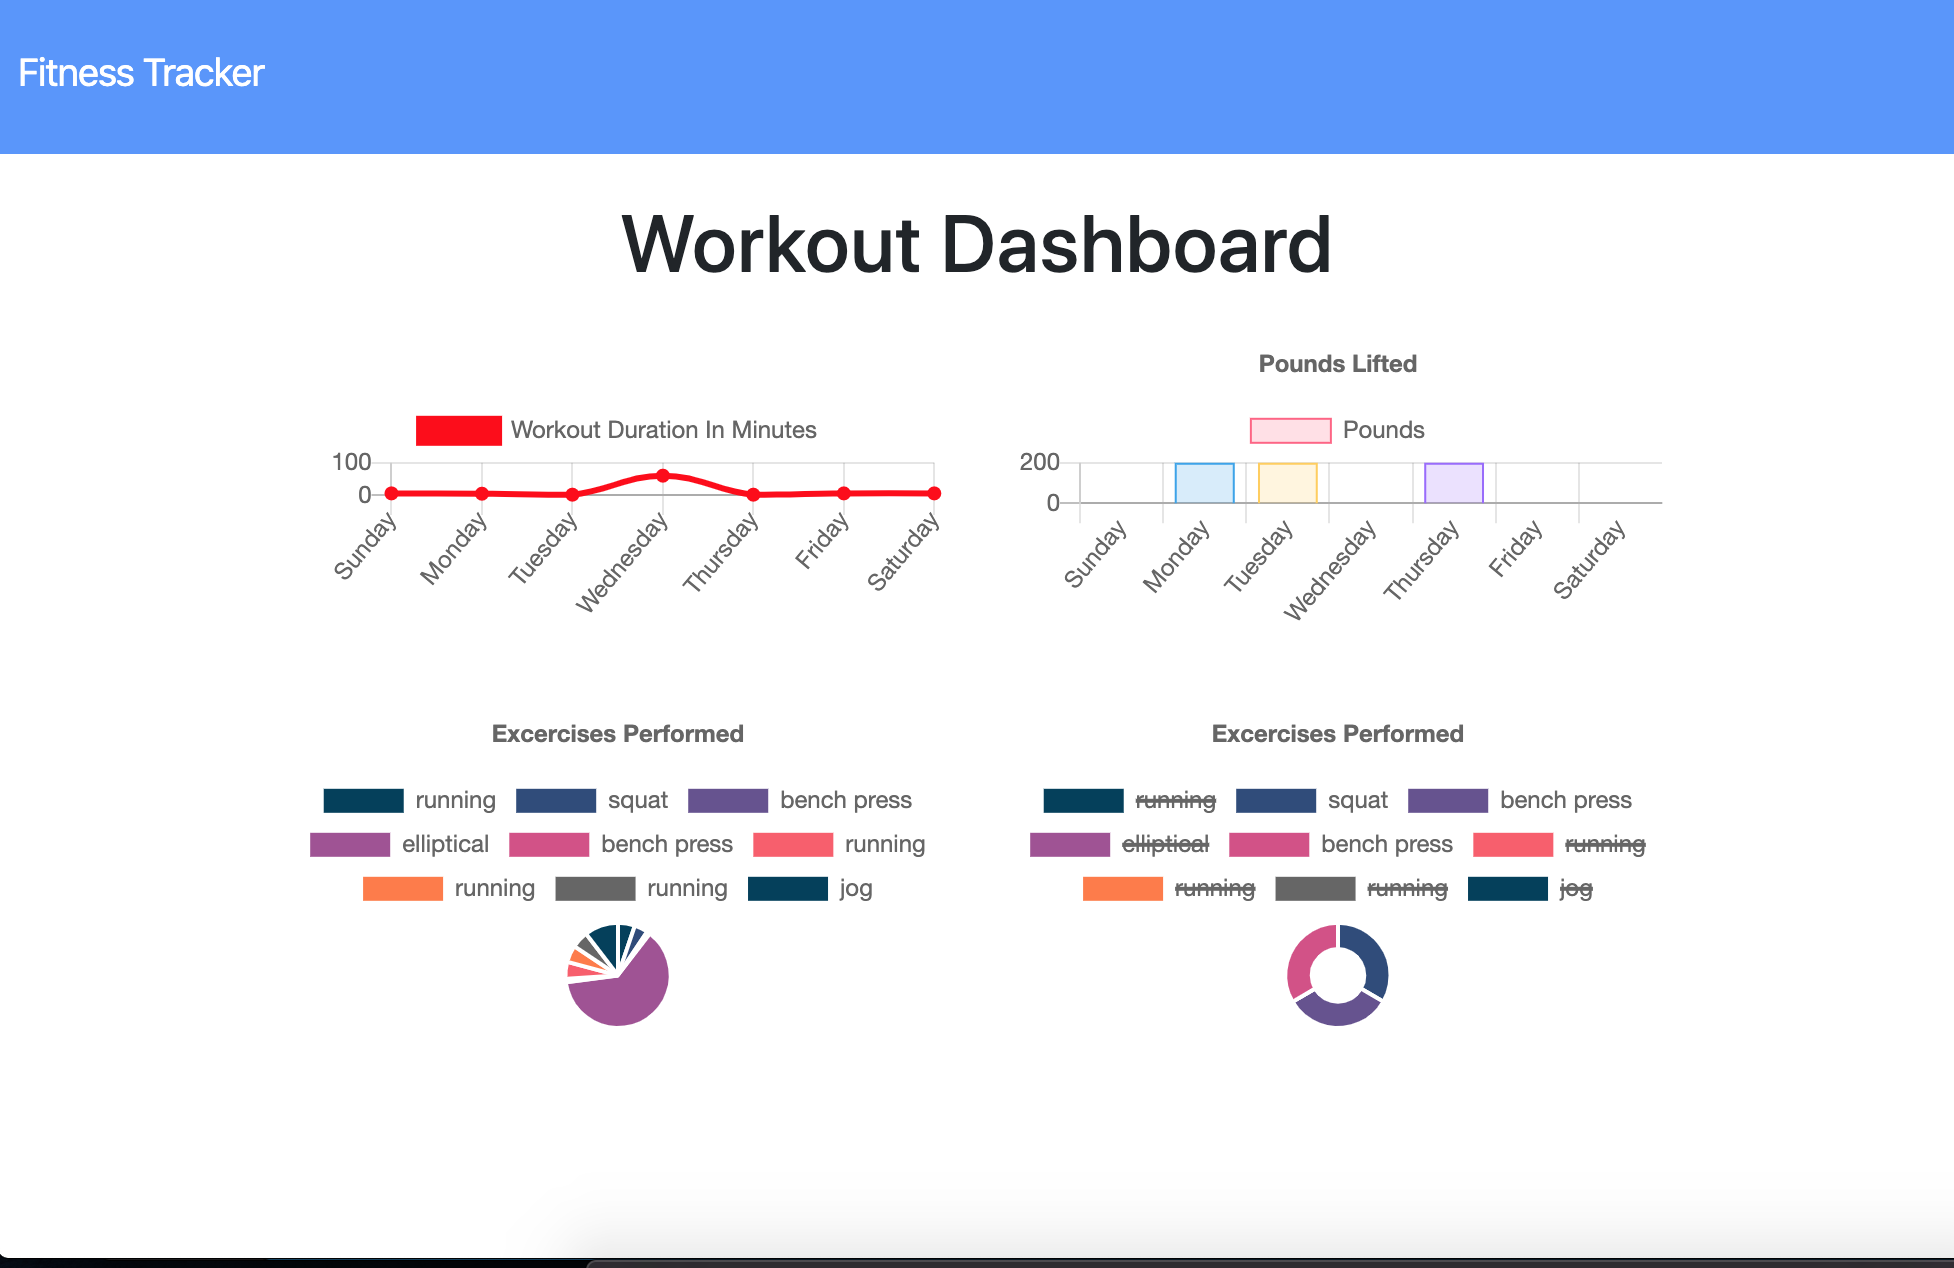 Fitness Tracker
Workout Dashboard
Workout Duration In Minutes
100
0
Sunday Monday Tuesday Wednesday Thursday Friday Saturday
Pounds Lifted
Pounds
200
0
Sunday Monday Tuesday Wednesday Thursday Friday Saturday
Excercises Performed
running squat bench press
elliptical bench press running
running running jog
Excercises Performed
running squat bench press
elliptical bench press running
running running jog